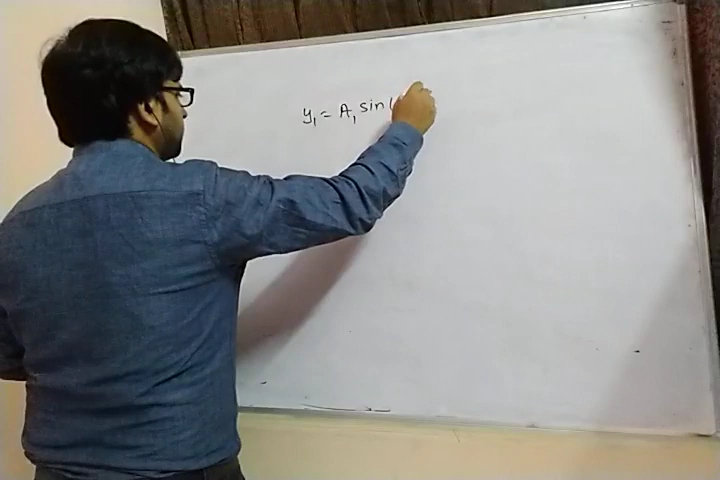 y₁ = A₁ sin(